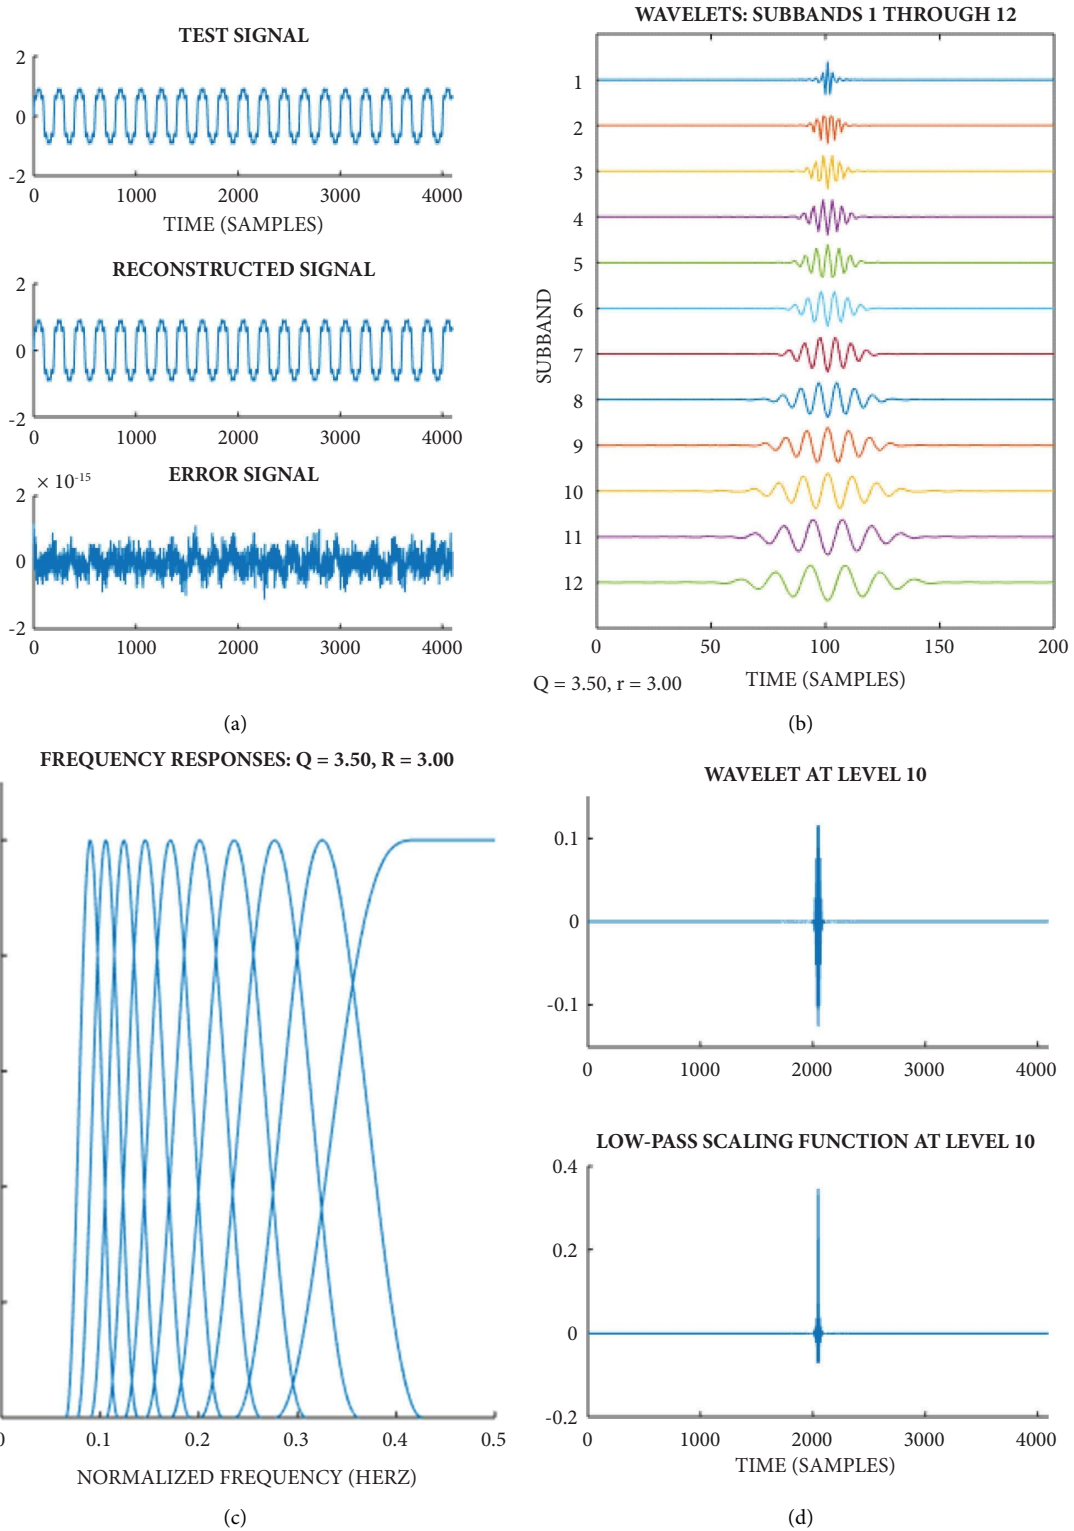 TEST SIGNAL
2
0
-2
0 1000 2000 3000 4000
TIME (SAMPLES)
RECONSTRUCTED SIGNAL
2
0
-2
0 1000 2000 3000 4000
ERROR SIGNAL
× 10-15
2
0
-2
0 1000 2000 3000 4000
(a)
WAVELETS: SUBBANDS 1 THROUGH 12
SUBBAND
1
2
3
4
5
6
7
8
9
10
11
12
0 50 100 150 200
TIME (SAMPLES)
Q = 3.50, r = 3.00
(b)
FREQUENCY RESPONSES: Q = 3.50, R = 3.00
0 0.1 0.2 0.3 0.4 0.5
NORMALIZED FREQUENCY (HERZ)
(c)
WAVELET AT LEVEL 10
0.1
0
-0.1
0 1000 2000 3000 4000
LOW-PASS SCALING FUNCTION AT LEVEL 10
0.4
0.2
0
-0.2
0 1000 2000 3000 4000
TIME (SAMPLES)
(d)